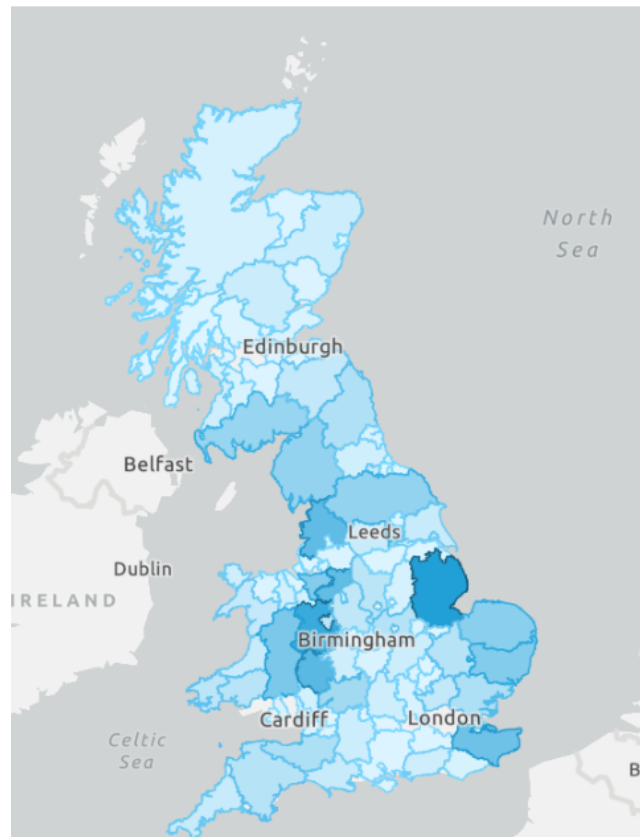 North
Sea
Edinburgh
Belfast
Leeds
Dublin
IRELAND
Birmingham
Cardiff
London
Celtic
Sea
B